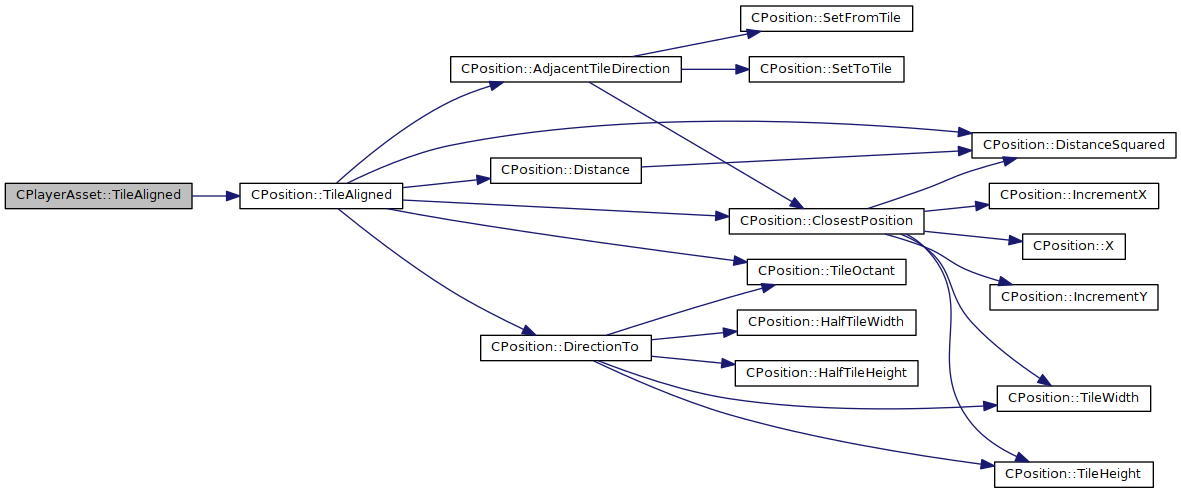 CPosition::SetFromTile
CPosition::AdjacentTileDirection
CPosition::SetToTile
CPosition::DistanceSquared
CPosition::Distance
CPlayerAsset::TileAligned
CPosition::TileAligned
CPosition::IncrementX
CPosition::ClosestPosition
CPosition::X
CPosition::TileOctant
CPosition::IncrementY
CPosition::HalfTileWidth
CPosition::DirectionTo
CPosition::HalfTileHeight
CPosition::TileWidth
CPosition::TileHeight